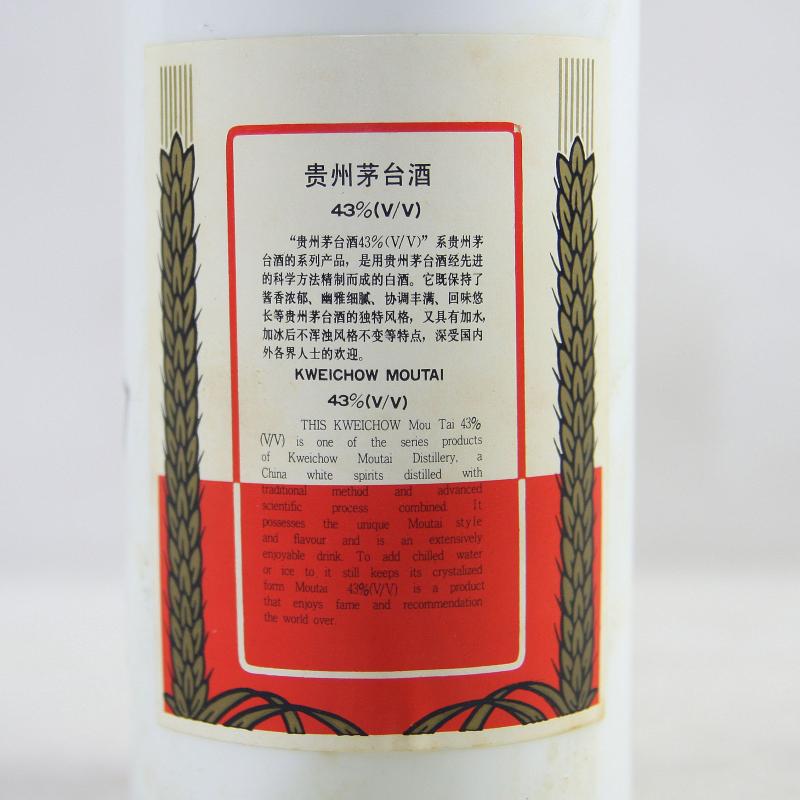 贵州茅台酒
43%(V/V)
“贵州茅台酒43%(V/V)”系贵州茅
台酒的系列产品，是用贵州茅台酒经先进
的科学方法精制而成的白酒。它既保持了
酱香浓郁、幽雅细腻、协调丰满、回味悠
长等贵州茅台酒的独特风格，又具有加水,
加冰后不浑浊风格不变等特点，深受国内
外各界人士的欢迎。
KWEICHOW MOUTAI
43%(V/V)
THIS KWEICHOW Mou Tai 43%
(V/V) is one of the series products
of Kweichow Moutai Distillery, a
China white spirits distilled with
traditional method and advanced
scientific process combined. It
possesses the unique Moutai style
and flavour and is an extensively
enjoyable drink. To add chilled water
or ice to it still keeps its crystalized
form Moutai 43%(V/V) is a product
that enjoys fame and recommendation
the world over.